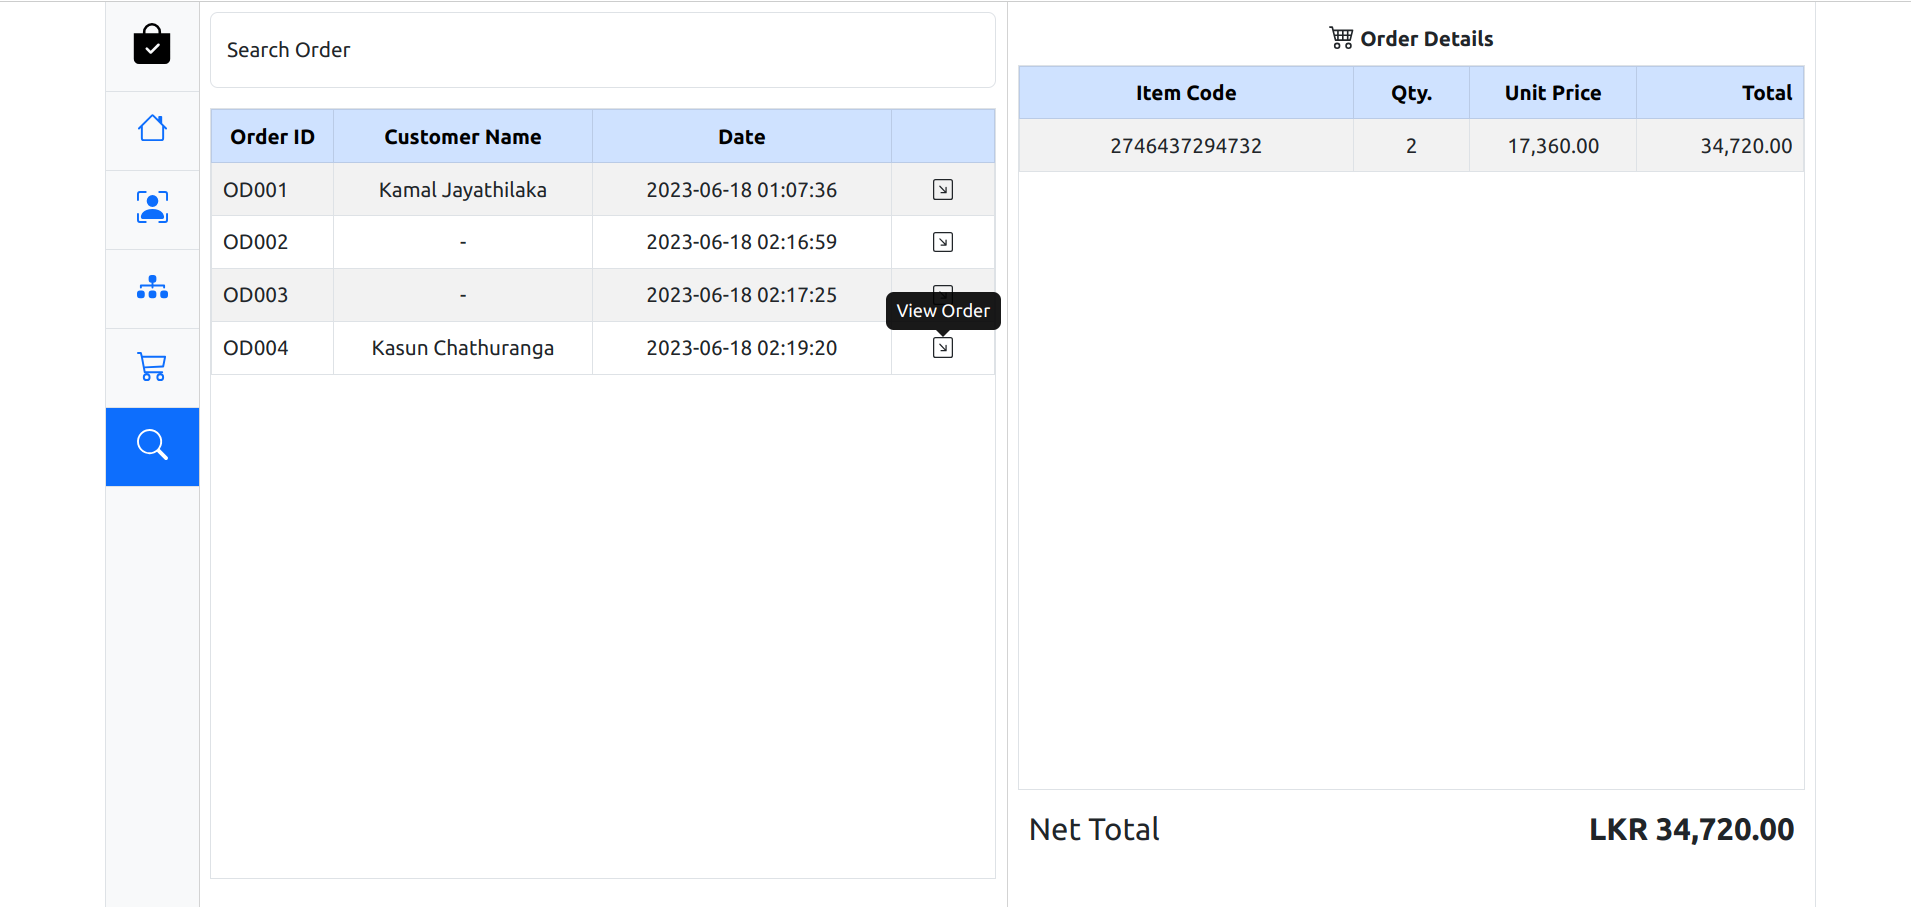 Search Order
Order ID Customer Name Date
OD001 Kamal Jayathilaka 2023-06-18 01:07:36
OD002 - 2023-06-18 02:16:59
OD003 - 2023-06-18 02:17:25
View Order
OD004 Kasun Chathuranga 2023-06-18 02:19:20
Order Details
Item Code Qty. Unit Price Total
2746437294732 2 17,360.00 34,720.00
Net Total LKR 34,720.00